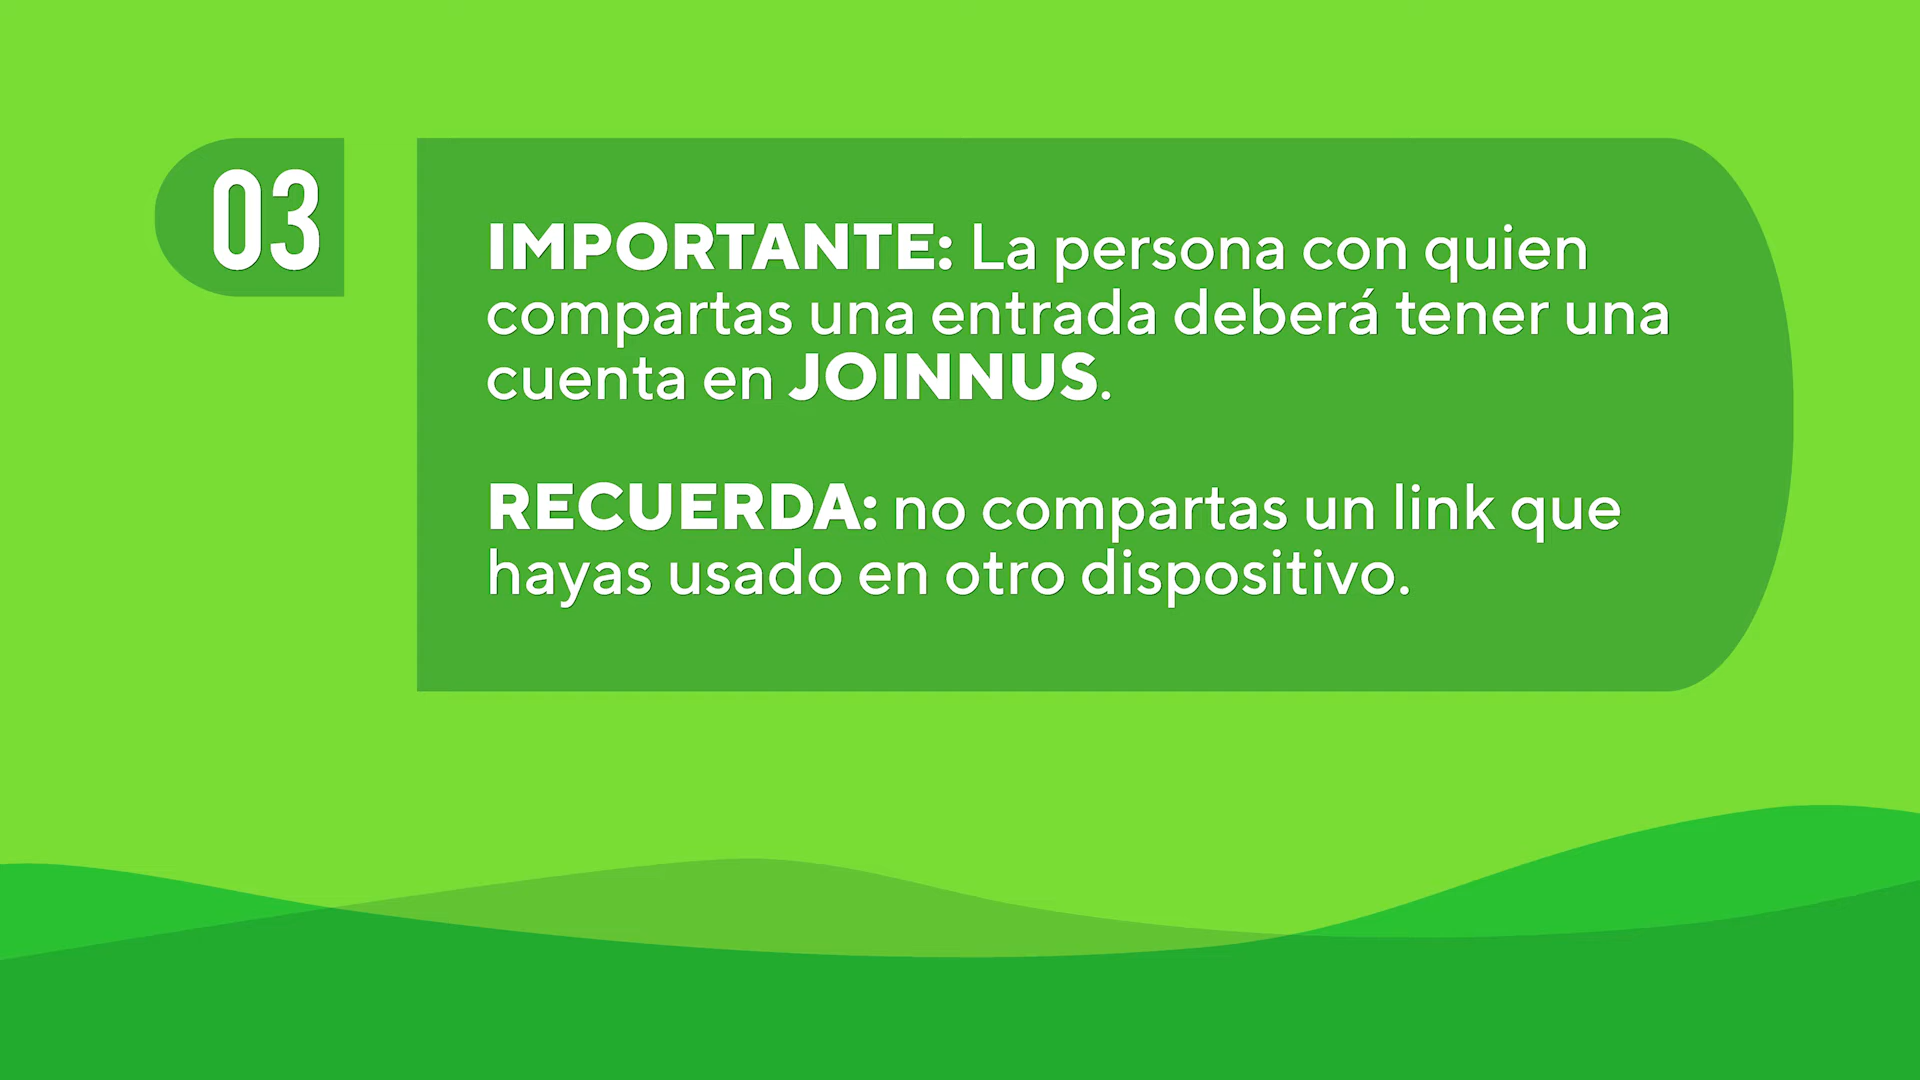 03
IMPORTANTE: La persona con quien
compartas una entrada deberá tener una
cuenta en JOINNUS.
RECUERDA: no compartas un link que
hayas usado en otro dispositivo.